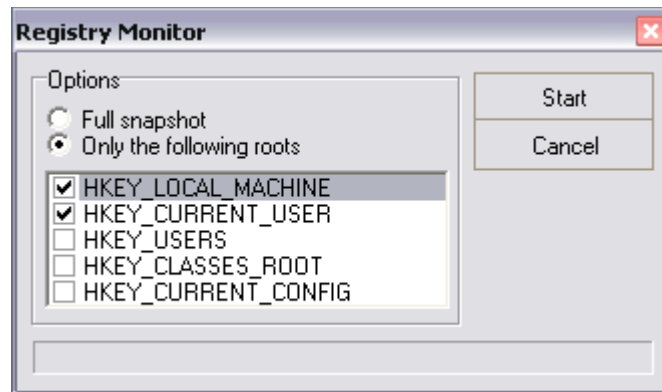 Registry Monitor
Options
Full snapshot
Only the following roots
HKEY_LOCAL_MACHINE
HKEY_CURRENT_USER
HKEY_USERS
HKEY_CLASSES_ROOT
HKEY_CURRENT_CONFIG
Start
Cancel